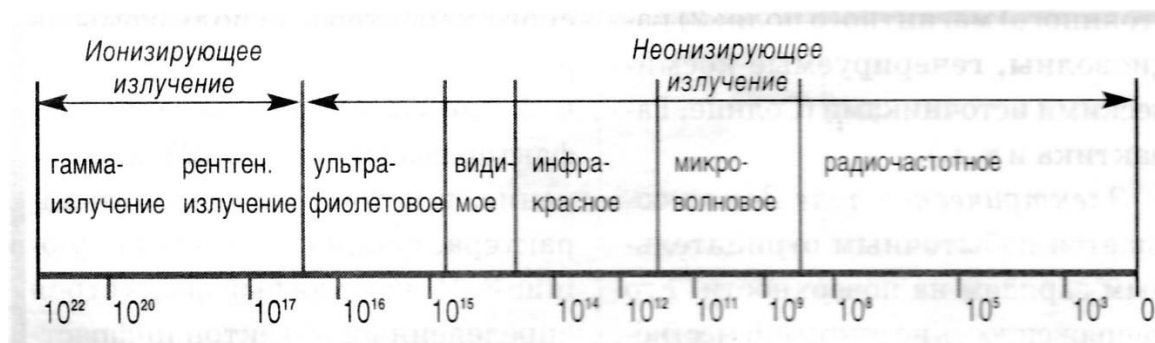 Ионизирующее
излучение
Неонизирующее
излучение
гамма-
излучение
рентген.
излучение
ультра-
фиолетовое
види-
мое
инфра-
красное
микро-
волновое
радиочастотное
10²² 10²⁰ 10¹⁷ 10¹⁶ 10¹⁵ 10¹⁴ 10¹² 10¹¹ 10⁹ 10⁸ 10⁵ 10³ 0